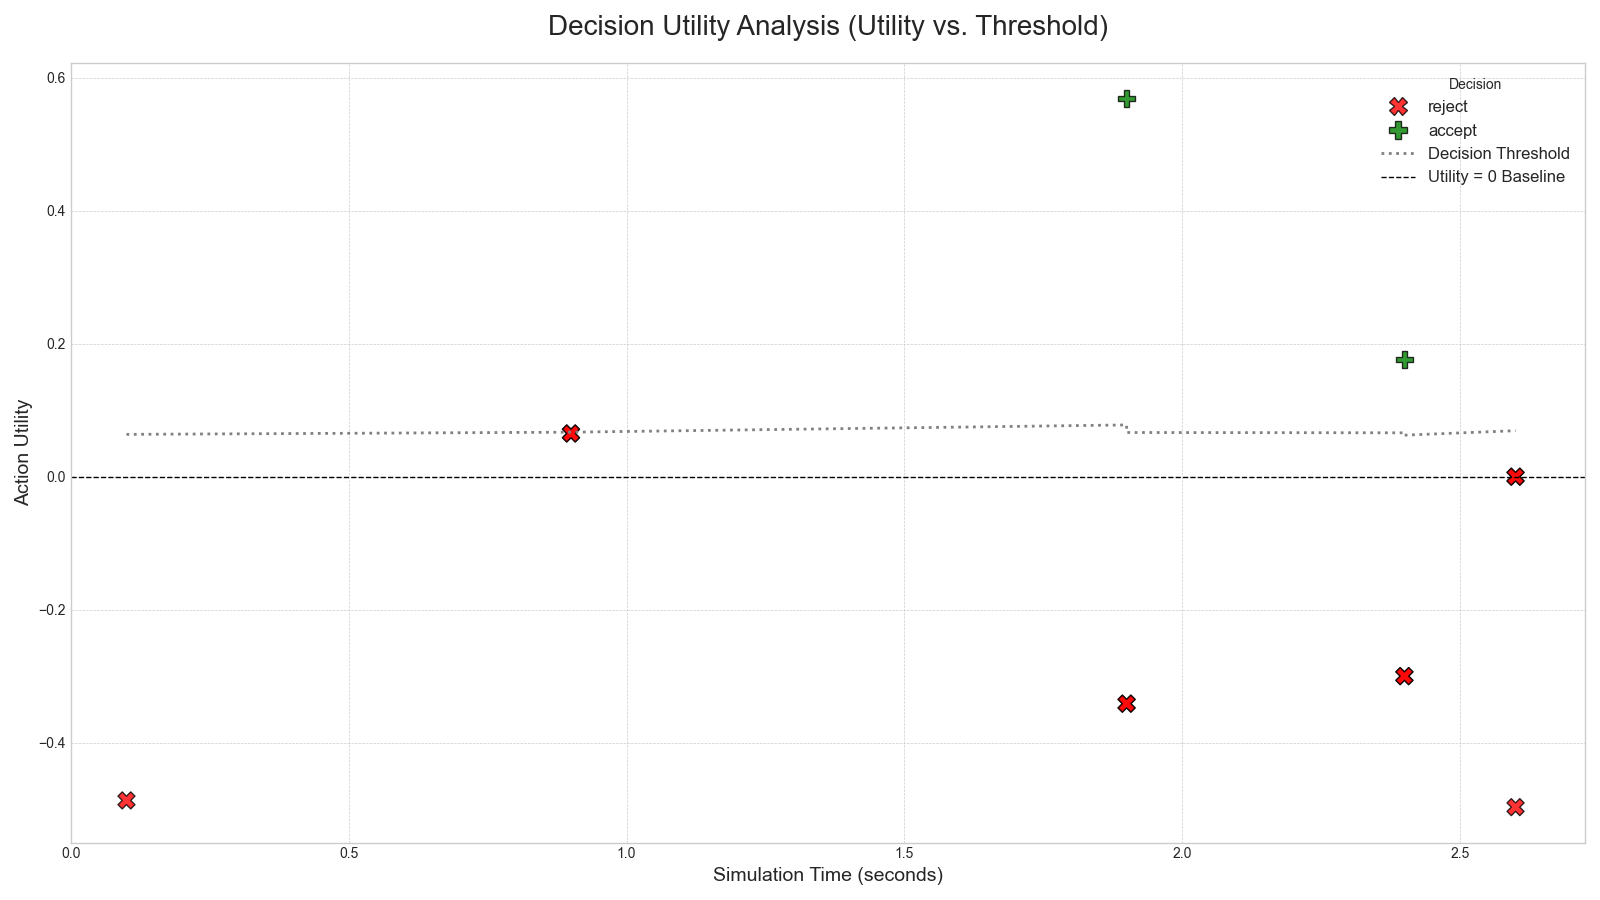 Decision Utility Analysis (Utility vs. Threshold)
Decision
reject
accept
Decision Threshold
Utility = 0 Baseline
Action Utility
0.6
0.4
0.2
0.0
−0.2
−0.4
0.0 0.5 1.0 1.5 2.0 2.5
Simulation Time (seconds)